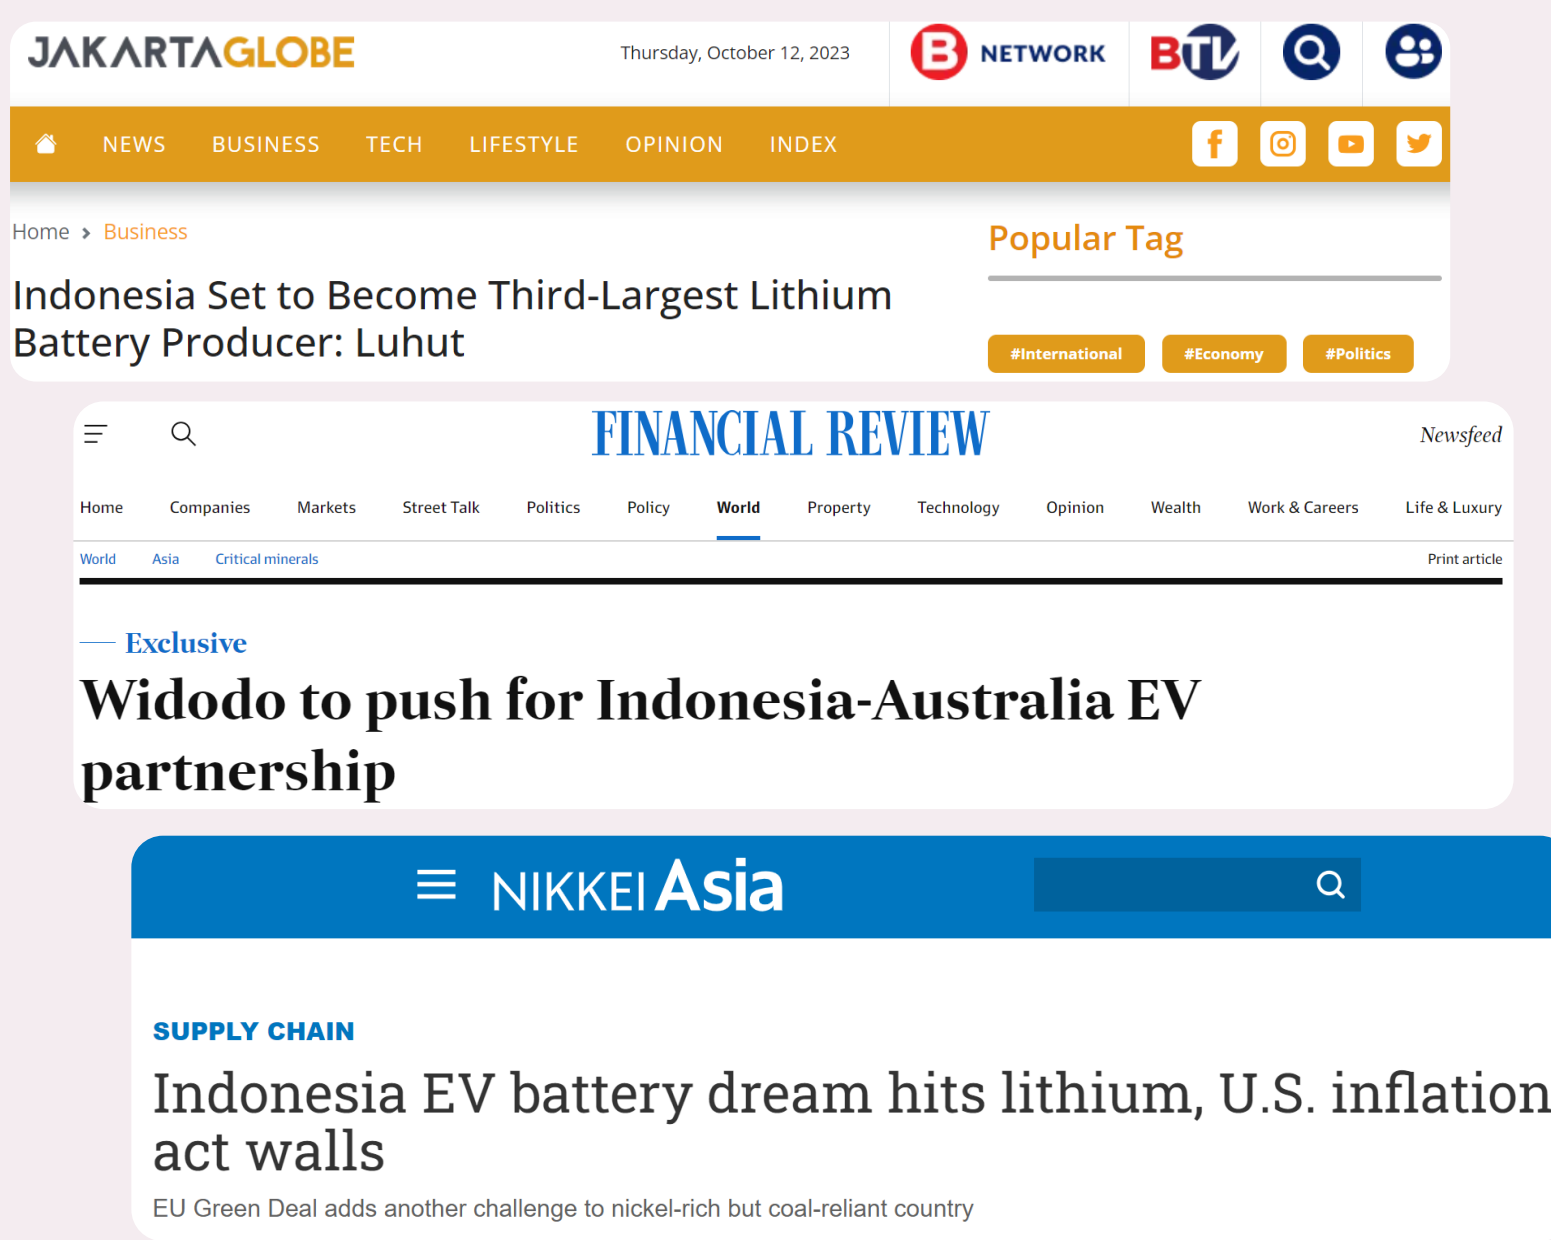 JAKARTAGLOBE
Thursday, October 12, 2023
B NETWORK
BTV
NEWS BUSINESS TECH LIFESTYLE OPINION INDEX
Home > Business
Indonesia Set to Become Third-Largest Lithium
Battery Producer: Luhut
Popular Tag
#International #Economy #Politics
FINANCIAL REVIEW
Newsfeed
Home Companies Markets Street Talk Politics Policy World Property Technology Opinion Wealth Work & Careers Life & Luxury
World Asia Critical minerals
Print article
Exclusive
Widodo to push for Indonesia-Australia EV
partnership
NIKKEI Asia
SUPPLY CHAIN
Indonesia EV battery dream hits lithium, U.S. inflation
act walls
EU Green Deal adds another challenge to nickel-rich but coal-reliant country